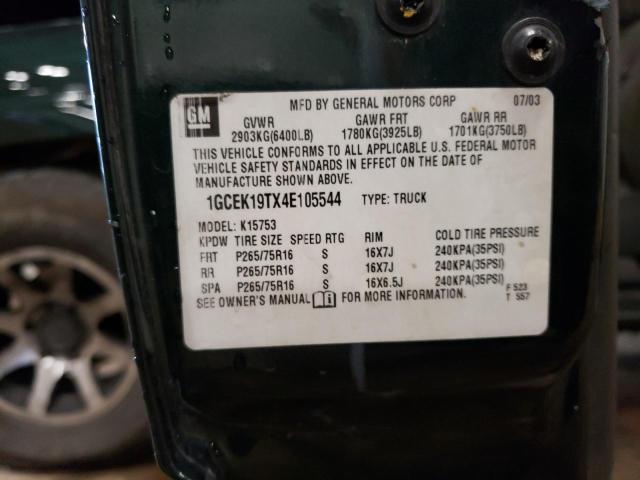 GM
MFD BY GENERAL MOTORS CORP 07/03
GVWR GAWR FRT GAWR RR
2903KG(6400LB) 1780KG(3925LB) 1701KG(3750LB)
THIS VEHICLE CONFORMS TO ALL APPLICABLE U.S. FEDERAL MOTOR
VEHICLE SAFETY STANDARDS IN EFFECT ON THE DATE OF
MANUFACTURE SHOWN ABOVE.
1GCEK19TX4E105544 TYPE: TRUCK
MODEL: K15753
KPDW TIRE SIZE SPEED RTG RIM COLD TIRE PRESSURE
FRT P265/75R16 S 16X7J 240KPA(35PSI)
RR P265/75R16 S 16X7J 240KPA(35PSI)
SPA P265/75R16 S 16X6.5J 240KPA(35PSI)
SEE OWNER'S MANUAL FOR MORE INFORMATION.
F 523
T 557